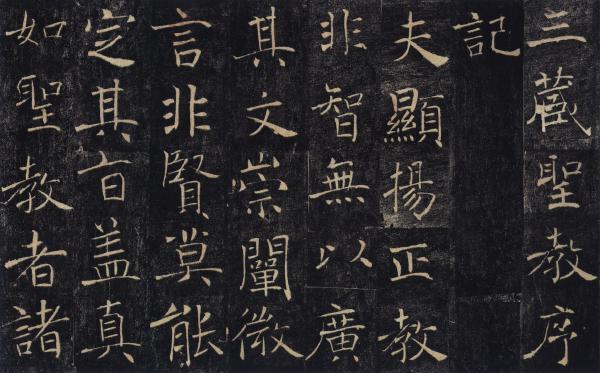 三藏聖教序
記
夫顯揚正教
非智無以廣
其文崇闡微
言非賢莫能
定其旨盖真
如聖教者諸